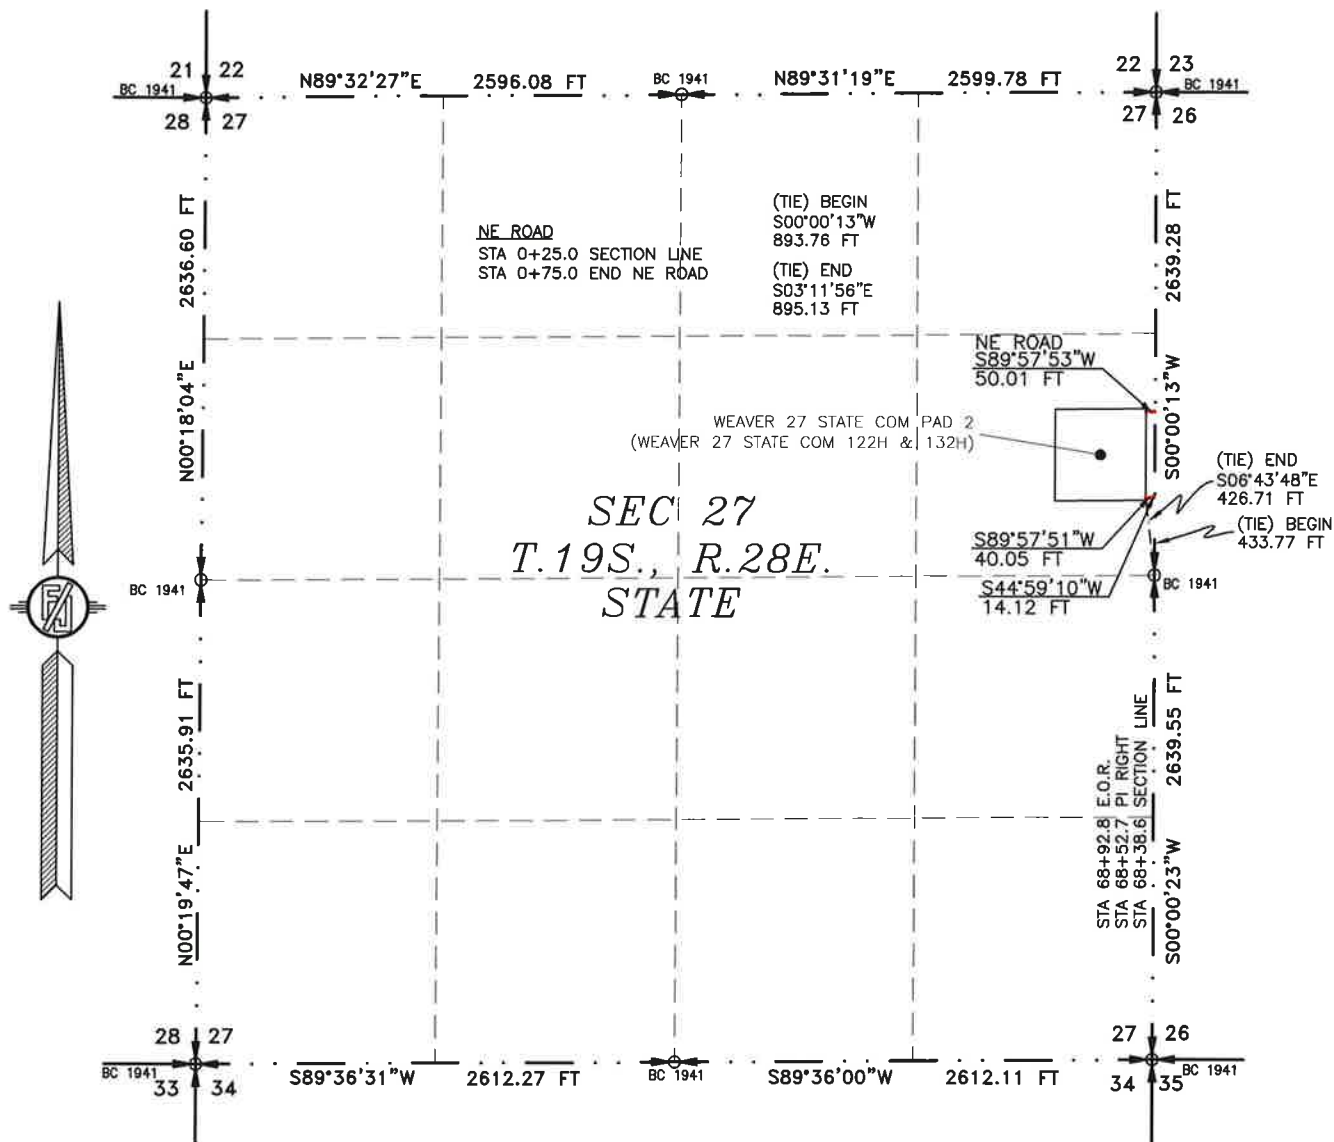 21 22
BC 1941
28 27
N89°32'27"E 2596.08 FT
BC 1941
N89°31'19"E 2599.78 FT
22 23
BC 1941
27 26
2636.60 FT
N00°18'04"E
NE ROAD
STA 0+25.0 SECTION LINE
STA 0+75.0 END NE ROAD
(TIE) BEGIN
S00°00'13"W
893.76 FT
(TIE) END
S03°11'56"E
895.13 FT
2639.28 FT
S00°00'13"W
NE ROAD
S89°57'53"W
50.01 FT
WEAVER 27 STATE COM PAD 2
(WEAVER 27 STATE COM 122H & 132H)
(TIE) END
S06°43'48"E
426.71 FT
(TIE) BEGIN
433.77 FT
S89°57'51"W
40.05 FT
S44°59'10"W
14.12 FT
SEC 27
T.19S., R.28E.
STATE
BC 1941
BC 1941
FJ
2635.91 FT
N00°19'47"E
STA 68+92.8 E.O.R.
STA 68+52.7 PI RIGHT
STA 68+38.6 SECTION LINE
2639.55 FT
S00°00'23"W
28 27
BC 1941
33 34
S89°36'31"W 2612.27 FT
BC 1941
S89°36'00"W 2612.11 FT
27 26
BC 1941
34 35